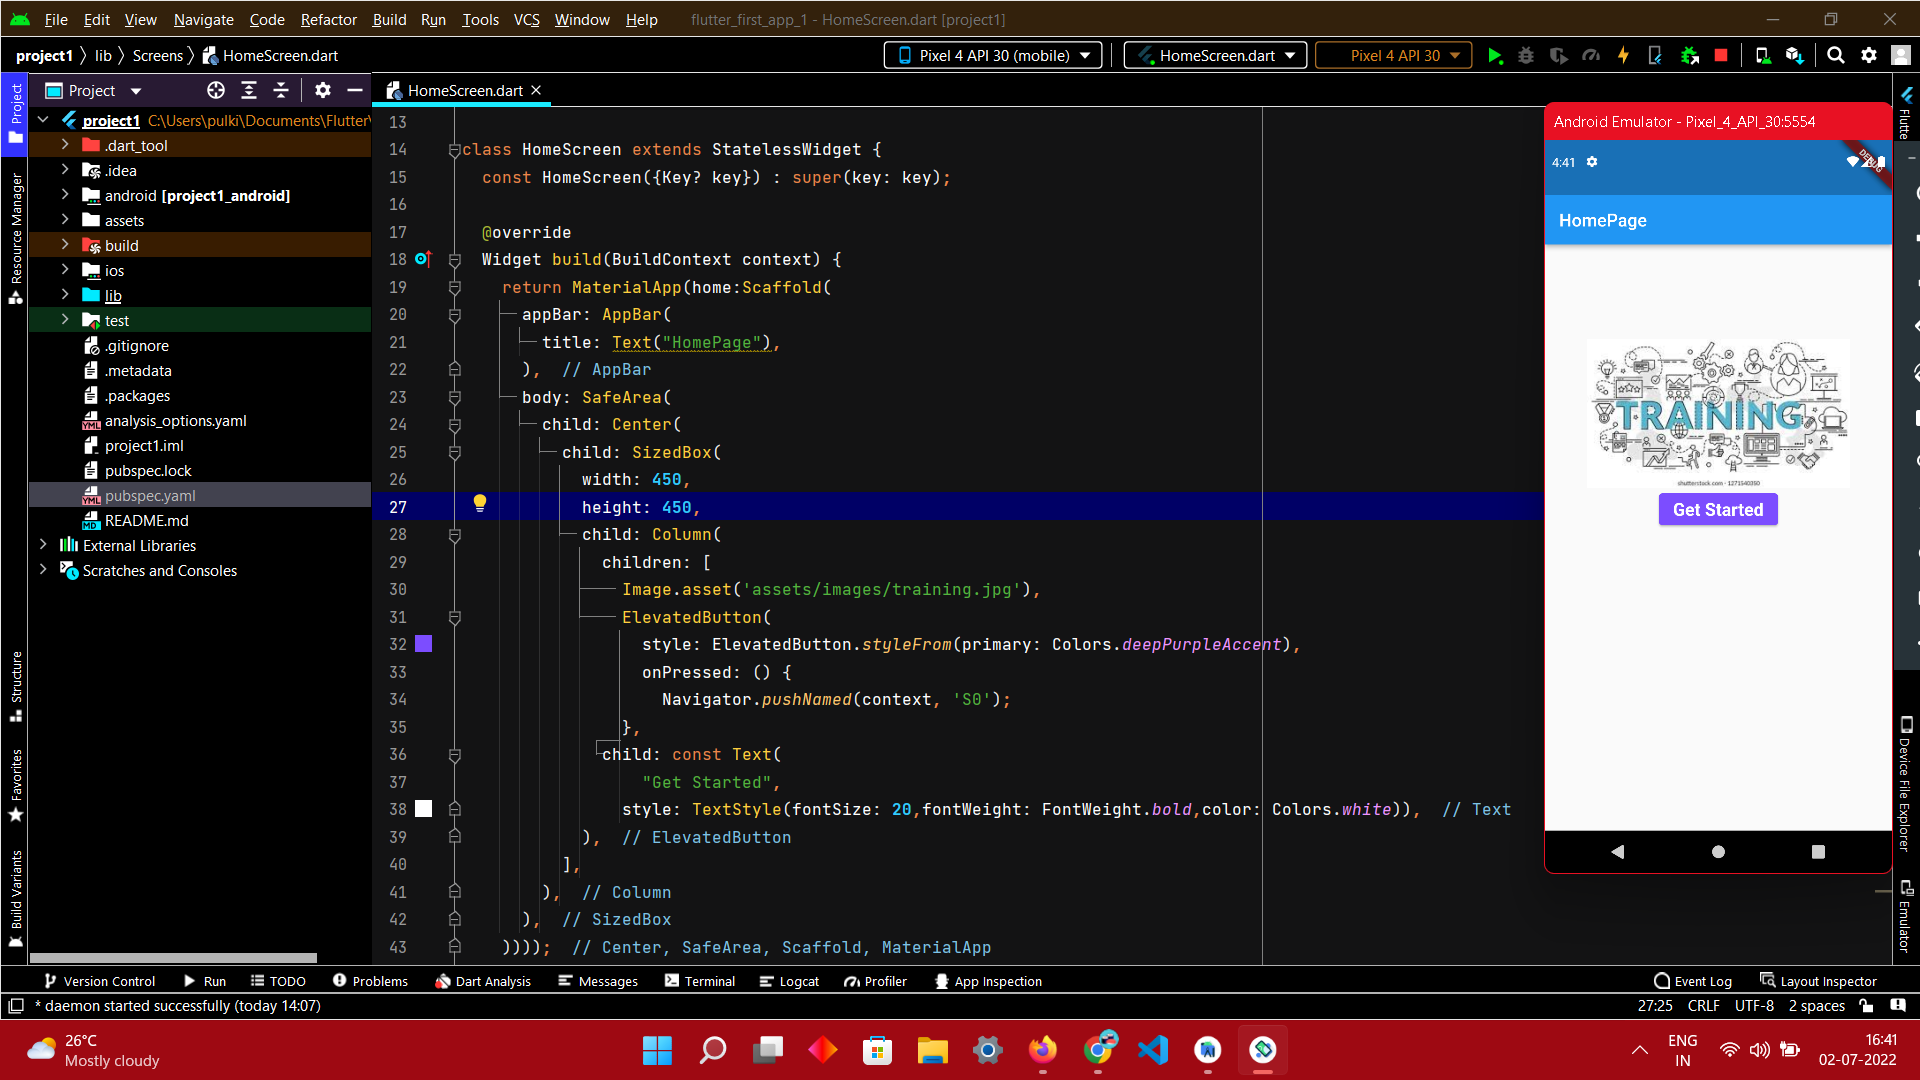 File Edit View Navigate Code Refactor Build Run Tools VCS Window Help flutter_first_app_1 - HomeScreen.dart [project1]
project1 lib Screens HomeScreen.dart Pixel 4 API 30 (mobile) HomeScreen.dart Pixel 4 API 30
Project
HomeScreen.dart
Project
Resource Manager
Structure
Favorites
Build Variants
project1 C:\Users\pulki\Documents\Flutter\
.dart_tool
.idea
android [project1_android]
assets
build
ios
lib
test
.gitignore
.metadata
.packages
analysis_options.yaml
project1.iml
pubspec.lock
pubspec.yaml
README.md
External Libraries
Scratches and Consoles
13
14 class HomeScreen extends StatelessWidget {
15 const HomeScreen({Key? key}) : super(key: key);
16
17 @override
18 Widget build(BuildContext context) {
19 return MaterialApp(home:Scaffold(
20 appBar: AppBar(
21 title: Text("HomePage"),
22 ), // AppBar
23 body: SafeArea(
24 child: Center(
25 child: SizedBox(
26 width: 450,
27 height: 450,
28 child: Column(
29 children: [
30 Image.asset('assets/images/training.jpg'),
31 ElevatedButton(
32 style: ElevatedButton.styleFrom(primary: Colors.deepPurpleAccent),
33 onPressed: () {
34 Navigator.pushNamed(context, 'S0');
35 },
36 child: const Text(
37 "Get Started",
38 style: TextStyle(fontSize: 20,fontWeight: FontWeight.bold,color: Colors.white)), // Text
39 ), // ElevatedButton
40 ],
41 ), // Column
42 ), // SizedBox
43 )))); // Center, SafeArea, Scaffold, MaterialApp
Android Emulator - Pixel_4_API_30:5554
4:41
DEBUG
HomePage
TRAINING
shutterstock.com · 1271540350
Get Started
Flutter
Device File Explorer
Emulator
Version Control Run TODO Problems Dart Analysis Messages Terminal Logcat Profiler App Inspection Event Log Layout Inspector
* daemon started successfully (today 14:07) 27:25 CRLF UTF-8 2 spaces
26°C
Mostly cloudy
ENG
IN
16:41
02-07-2022